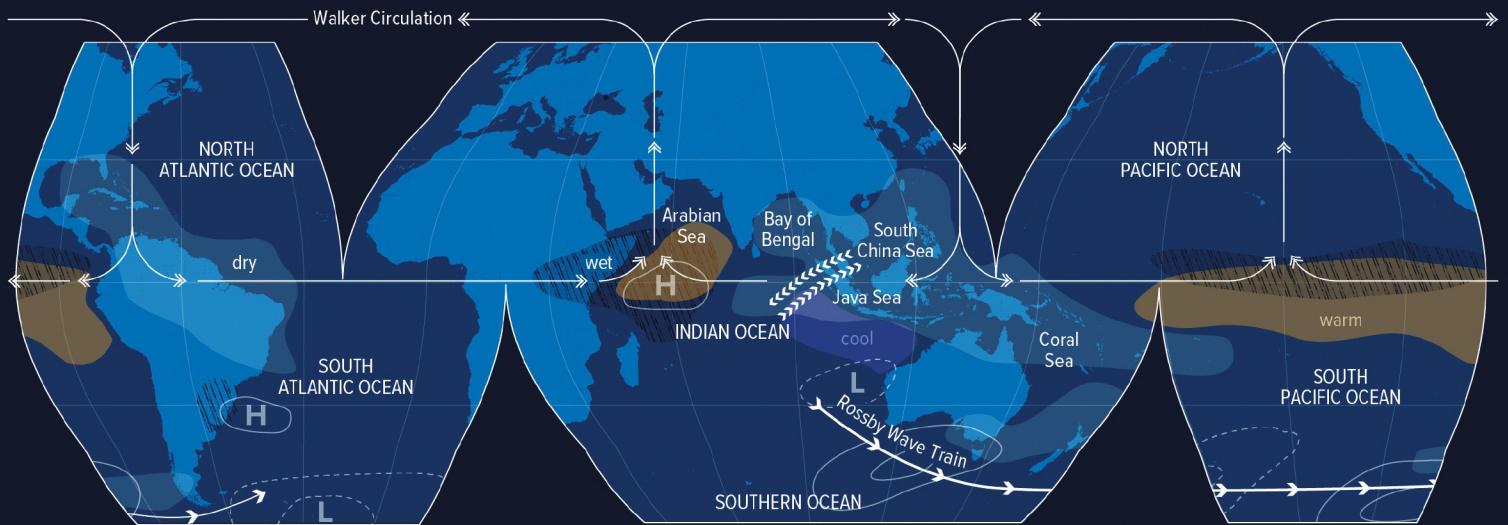 Walker Circulation
NORTH
ATLANTIC OCEAN
NORTH
PACIFIC OCEAN
Arabian
Sea
Bay of
Bengal
South
China Sea
dry
wet
H
Java Sea
INDIAN OCEAN
cool
Coral
Sea
warm
SOUTH
ATLANTIC OCEAN
L
SOUTH
PACIFIC OCEAN
H
Rossby Wave Train
SOUTHERN OCEAN
L